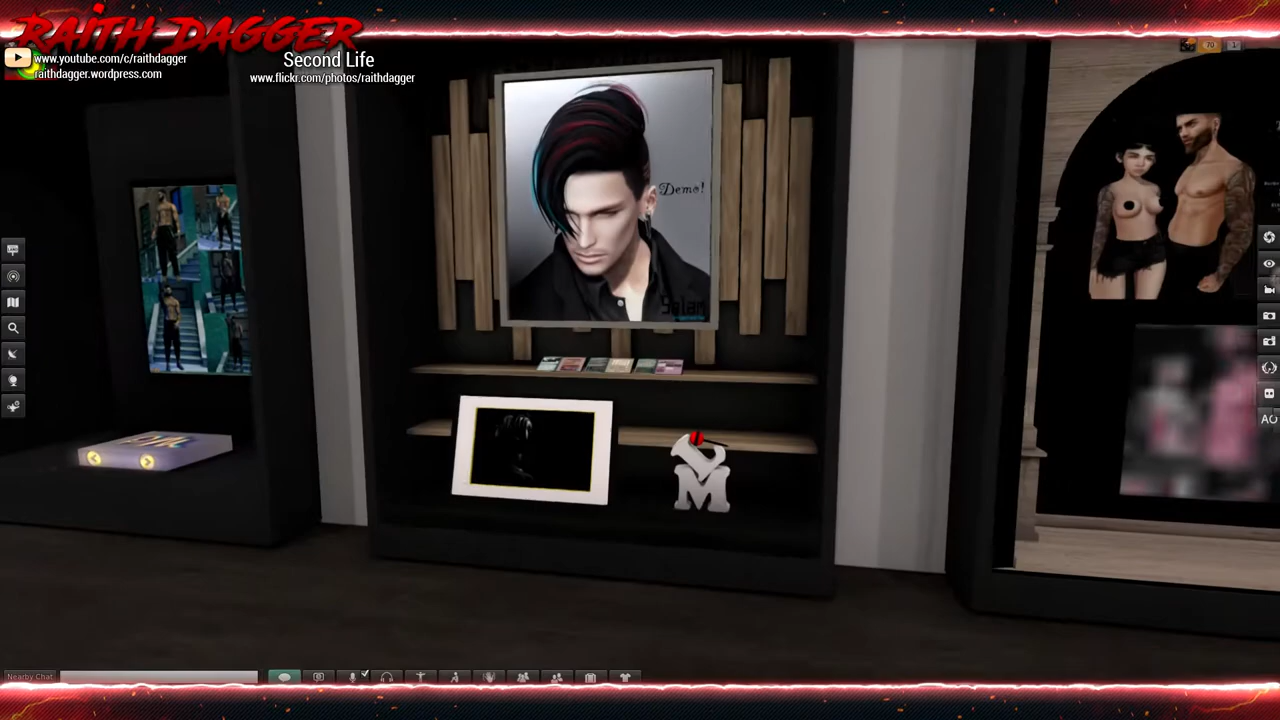 RAITH DAGGER
www.youtube.com/c/raithdagger
raithdagger.wordpress.com
Second Life
www.flickr.com/photos/raithdagger
70
Demo!
M
AO
Nearby Chat